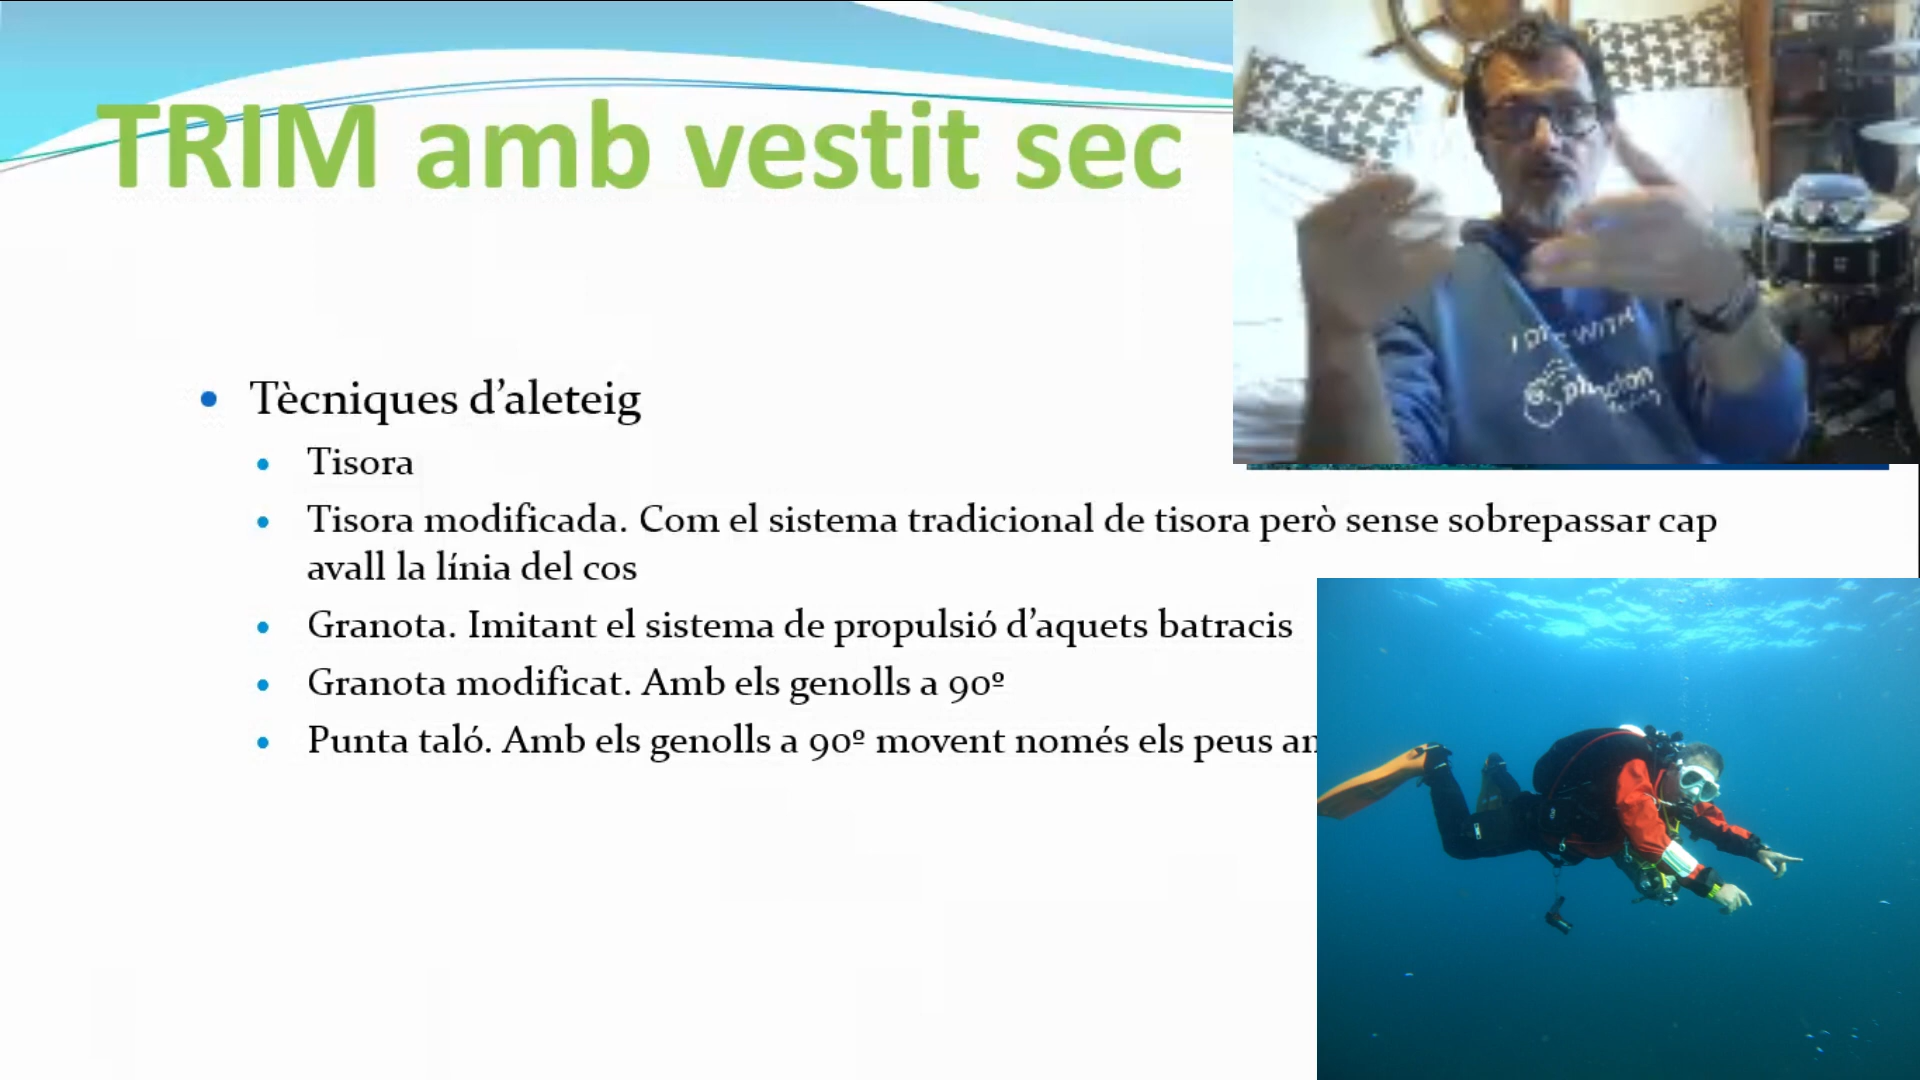 TRIM amb vestit sec
Tècniques d'aleteig
Tisora
Tisora modificada. Com el sistema tradicional de tisora però sense sobrepassar cap
avall la línia del cos
Granota. Imitant el sistema de propulsió d'aquets batracis
Granota modificat. Amb els genolls a 90º
Punta taló. Amb els genolls a 90º movent només els peus
I
WITH